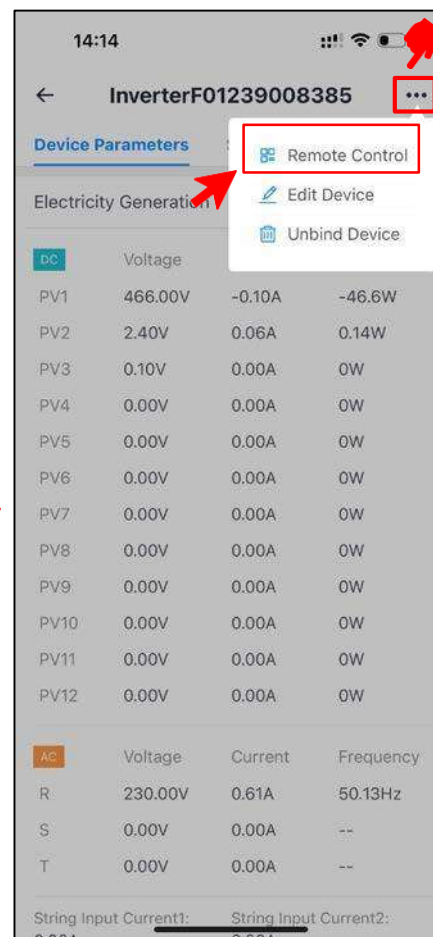 14:14
InverterF01239008385 •••
Device Parameters
Remote Control
Electricity Generation
Edit Device
Unbind Device
DC Voltage
PV1 466.00V -0.10A -46.6W
PV2 2.40V 0.06A 0.14W
PV3 0.10V 0.00A 0W
PV4 0.00V 0.00A 0W
PV5 0.00V 0.00A 0W
PV6 0.00V 0.00A 0W
PV7 0.00V 0.00A 0W
PV8 0.00V 0.00A 0W
PV9 0.00V 0.00A 0W
PV10 0.00V 0.00A 0W
PV11 0.00V 0.00A 0W
PV12 0.00V 0.00A 0W
AC Voltage Current Frequency
R 230.00V 0.61A 50.13Hz
S 0.00V 0.00A --
T 0.00V 0.00A --
String Input Current1: String Input Current2: